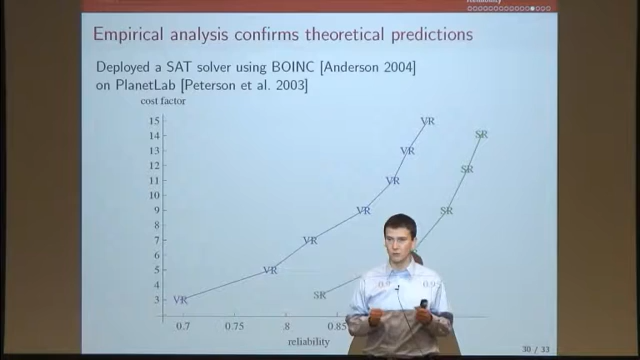 Reliability
Empirical analysis confirms theoretical predictions
Deployed a SAT solver using BOINC [Anderson 2004]
on PlanetLab [Peterson et al. 2003]
cost factor
15
14
13
12
11
10
9
8
7
6
5
4
3
VR
VR
VR
VR
VR
VR
VR
SR
SR
SR
SR
0.7
0.75
.8
0.85
0.9
0.95
reliability
30 / 33